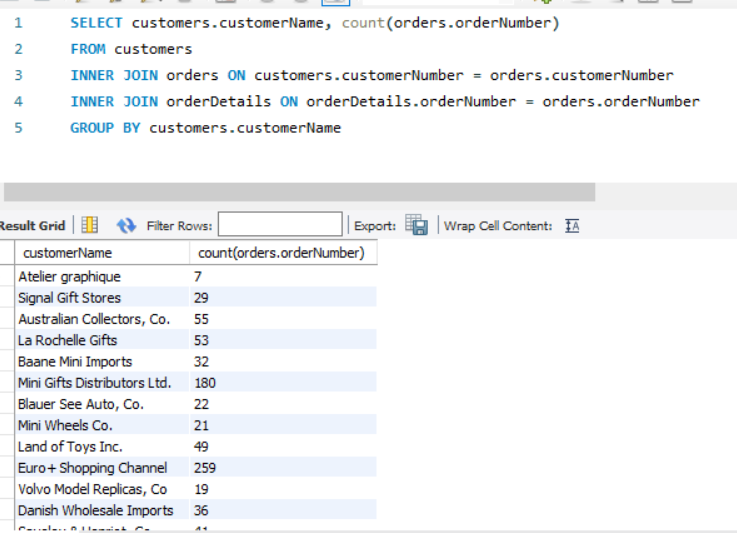 1 SELECT customers.customerName, count(orders.orderNumber)
2 FROM customers
3 INNER JOIN orders ON customers.customerNumber = orders.customerNumber
4 INNER JOIN orderDetails ON orderDetails.orderNumber = orders.orderNumber
5 GROUP BY customers.customerName
Result Grid Filter Rows: Export: Wrap Cell Content: IA
customerName count(orders.orderNumber)
Atelier graphique 7
Signal Gift Stores 29
Australian Collectors, Co. 55
La Rochelle Gifts 53
Baane Mini Imports 32
Mini Gifts Distributors Ltd. 180
Blauer See Auto, Co. 22
Mini Wheels Co. 21
Land of Toys Inc. 49
Euro+ Shopping Channel 259
Volvo Model Replicas, Co 19
Danish Wholesale Imports 36